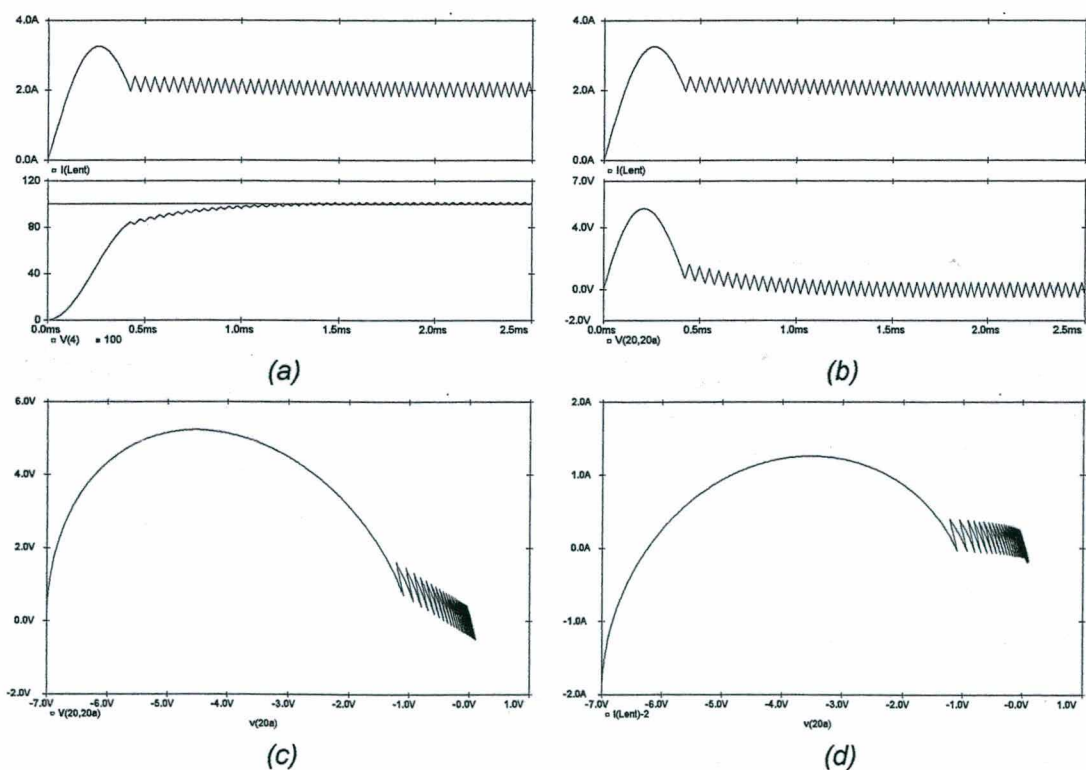 4.0A
2.0A
0.0A
▫ I(Lent)
120
80
40
0
0.0ms 0.5ms 1.0ms 1.5ms 2.0ms 2.5ms
▫ V(4) ▪ 100
(a)
4.0A
2.0A
0.0A
▫ I(Lent)
7.0V
4.0V
0.0V
-2.0V
0.0ms 0.5ms 1.0ms 1.5ms 2.0ms 2.5ms
▫ V(20,20a)
(b)
6.0V
4.0V
2.0V
0.0V
-2.0V
-7.0V -6.0V -5.0V -4.0V -3.0V -2.0V -1.0V -0.0V 1.0V
▫ V(20,20a)
v(20a)
(c)
2.0A
1.0A
0.0A
-1.0A
-2.0A
-7.0V -6.0V -5.0V -4.0V -3.0V -2.0V -1.0V -0.0V 1.0V
▫ I(Lent)-2
v(20a)
(d)